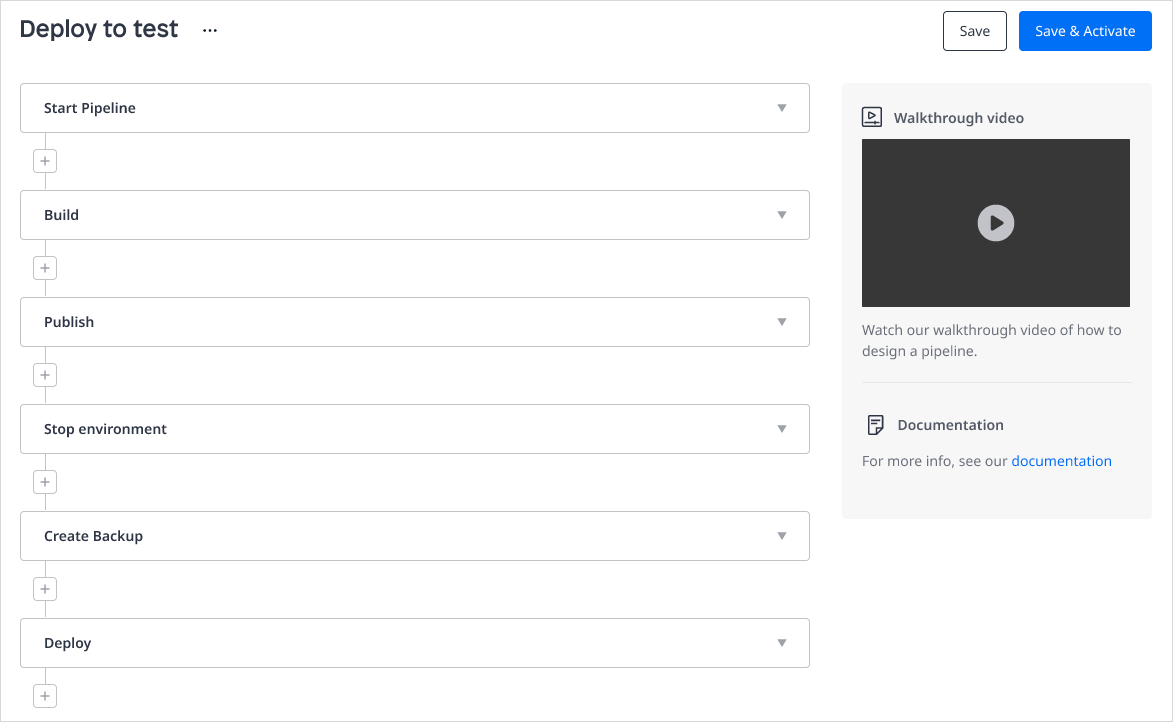 Deploy to test ...
Save
Save & Activate
Start Pipeline
Build
Publish
Stop environment
Create Backup
Deploy
Walkthrough video
Watch our walkthrough video of how to
design a pipeline.
Documentation
For more info, see our documentation